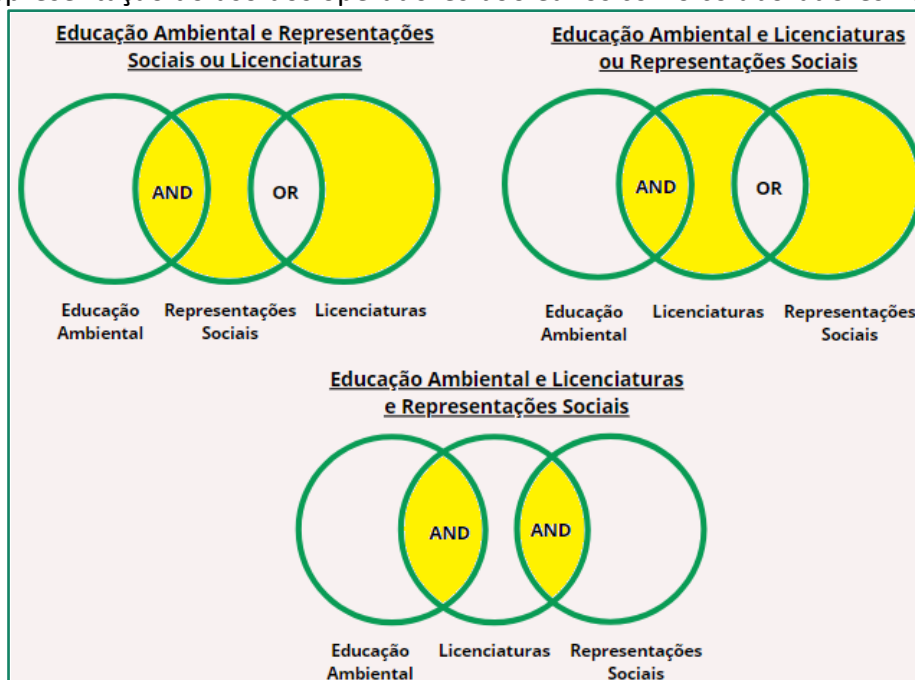 Educação Ambiental e Representações
Sociais ou Licenciaturas
AND
OR
Educação
Ambiental
Representações
Sociais
Licenciaturas
Educação Ambiental e Licenciaturas
ou Representações Sociais
AND
OR
Educação
Ambiental
Licenciaturas
Representações
Sociais
Educação Ambiental e Licenciaturas
e Representações Sociais
AND
AND
Educação
Ambiental
Licenciaturas
Representações
Sociais